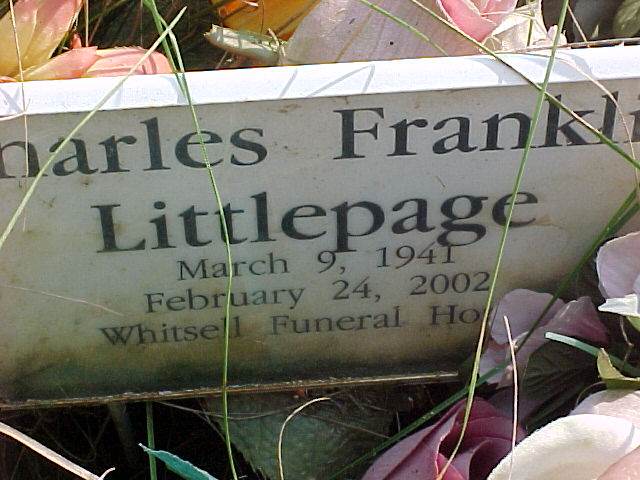 harles Frankli
Littlepage
March 9, 1941
February 24, 2002
Whitsell Funeral Ho